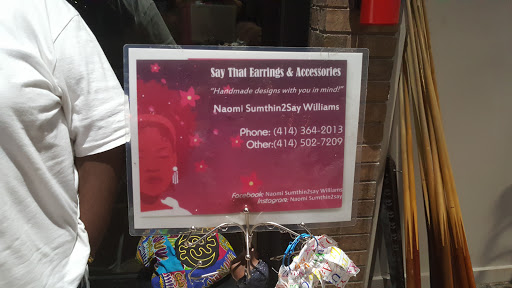 Say That Earrings & Accessories
"Handmade designs with you in mind!"
Naomi Sumthin2Say Williams
Phone: (414) 364-2013
Other:(414) 502-7209
Facebook: Naomi Sumthin2say Williams
Instagram: Naomi Sumthin2say